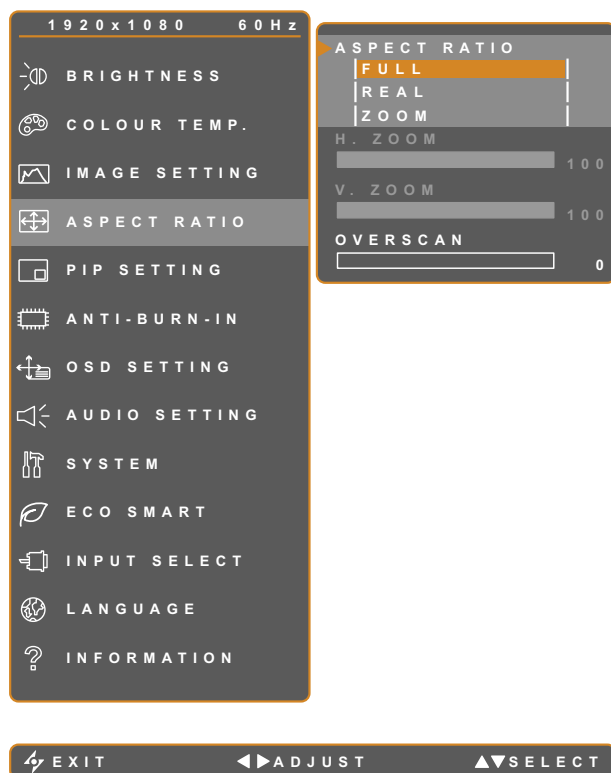 1920x1080 60Hz
BRIGHTNESS
COLOUR TEMP.
IMAGE SETTING
ASPECT RATIO
PIP SETTING
ANTI-BURN-IN
OSD SETTING
AUDIO SETTING
SYSTEM
ECO SMART
INPUT SELECT
LANGUAGE
INFORMATION
ASPECT RATIO
FULL
REAL
ZOOM
H. ZOOM
100
V. ZOOM
100
OVERSCAN
0
EXIT ADJUST SELECT